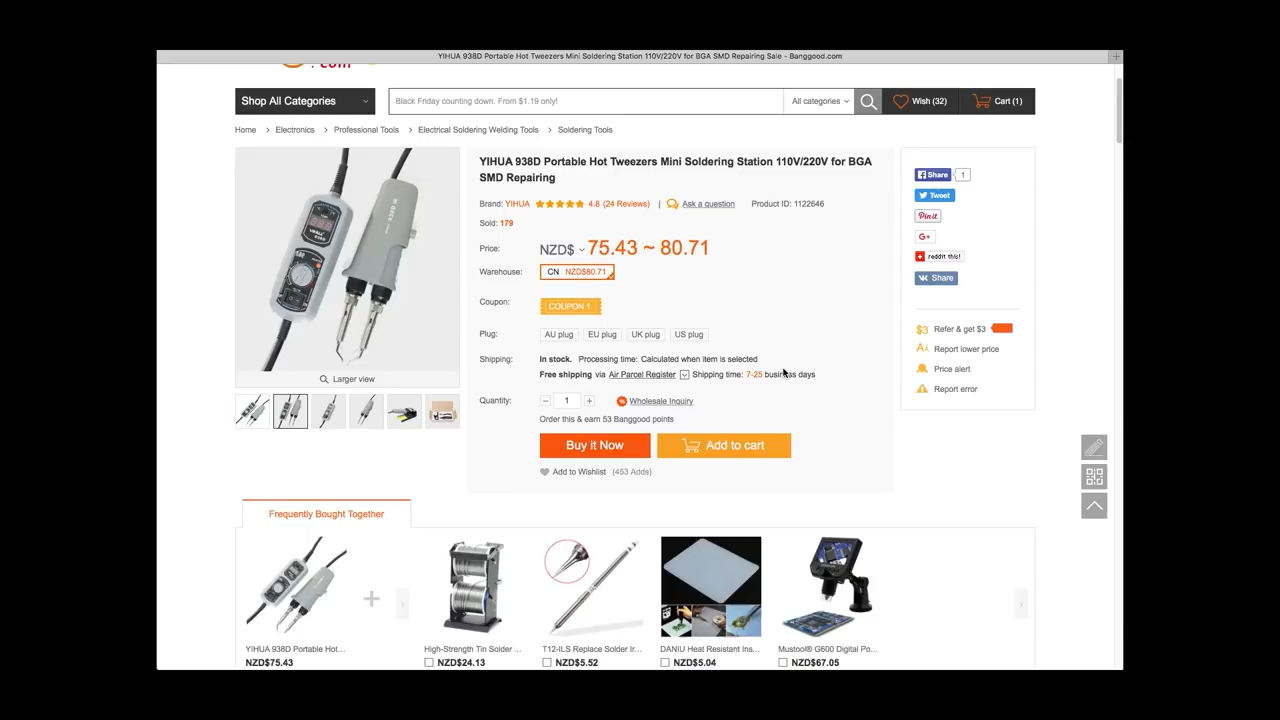 YIHUA 938D Portable Hot Tweezers Mini Soldering Station 110V/220V for BGA SMD Repairing Sale - Banggood.com
.com
Shop All Categories
Black Friday counting down. From $1.19 only!
All categories
Wish (32)
Cart (1)
Home > Electronics > Professional Tools > Electrical Soldering Welding Tools > Soldering Tools
YIHUA 938D Portable Hot Tweezers Mini Soldering Station 110V/220V for BGA
SMD Repairing
Brand: YIHUA 4.8 (24 Reviews) | Ask a question Product ID: 1122646
Sold: 179
Price: NZD$ 75.43 ~ 80.71
Warehouse: CN NZD$80.71
Coupon: COUPON 1
Plug: AU plug EU plug UK plug US plug
Shipping: In stock. Processing time: Calculated when item is selected
Free shipping via Air Parcel Register Shipping time: 7-25 business days
Quantity: − 1 + % Wholesale Inquiry
Order this & earn 53 Banggood points
Buy it Now
Add to cart
Add to Wishlist (453 Adds)
Larger view
Share 1
Tweet
Pin it
G+
reddit this!
Share
$3 Refer & get $3
Report lower price
Price alert
Report error
Frequently Bought Together
YIHUA 938D Portable Hot...
NZD$75.43
High-Strength Tin Solder ...
NZD$24.13
T12-ILS Replace Solder Ir...
NZD$5.52
DANIU Heat Resistant Ins...
NZD$5.04
Mustool® G600 Digital Po...
NZD$67.05